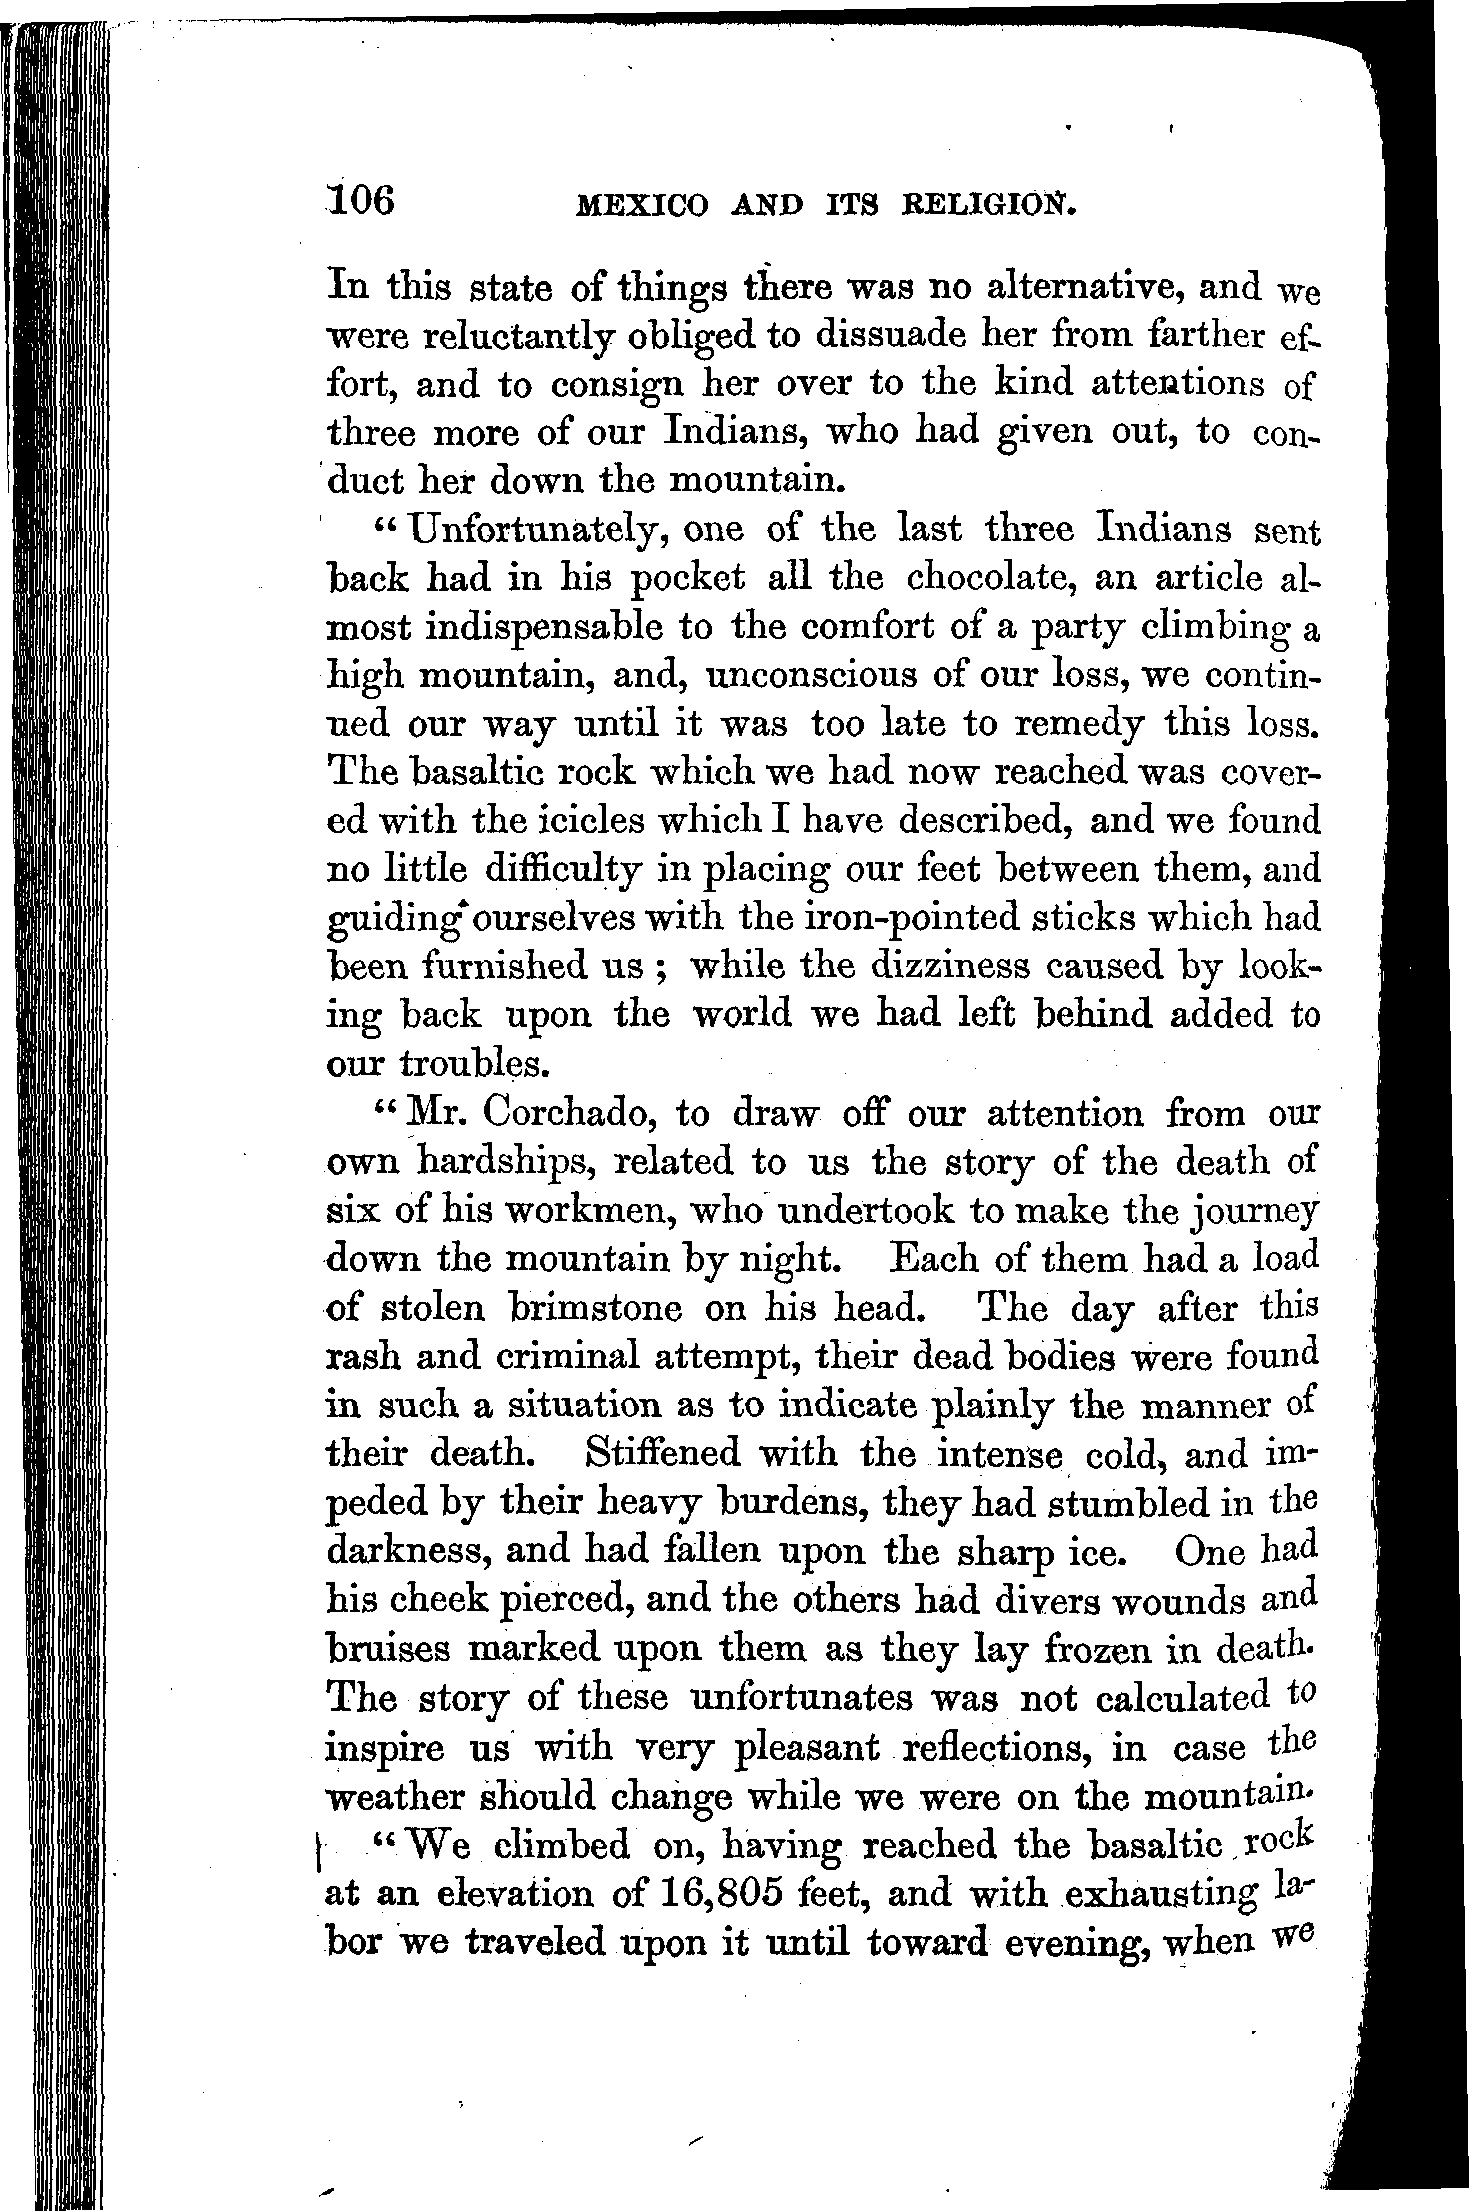 106 MEXICO AND ITS RELIGION.
In this state of things there was no alternative, and we
were reluctantly obliged to dissuade her from farther ef-
fort, and to consign her over to the kind attentions of
three more of our Indians, who had given out, to con-
duct her down the mountain.
“Unfortunately, one of the last three Indians sent
back had in his pocket all the chocolate, an article al-
most indispensable to the comfort of a party climbing a
high mountain, and, unconscious of our loss, we contin-
ued our way until it was too late to remedy this loss.
The basaltic rock which we had now reached was cover-
ed with the icicles which I have described, and we found
no little difficulty in placing our feet between them, and
guiding ourselves with the iron-pointed sticks which had
been furnished us; while the dizziness caused by look-
ing back upon the world we had left behind added to
our troubles.
“Mr. Corchado, to draw off our attention from our
own hardships, related to us the story of the death of
six of his workmen, who undertook to make the journey
down the mountain by night. Each of them had a load
of stolen brimstone on his head. The day after this
rash and criminal attempt, their dead bodies were found
in such a situation as to indicate plainly the manner of
their death. Stiffened with the intense cold, and im-
peded by their heavy burdens, they had stumbled in the
darkness, and had fallen upon the sharp ice. One had
his cheek pierced, and the others had divers wounds and
bruises marked upon them as they lay frozen in death.
The story of these unfortunates was not calculated to
inspire us with very pleasant reflections, in case the
weather should change while we were on the mountain.
“We climbed on, having reached the basaltic rock
at an elevation of 16,805 feet, and with exhausting la-
bor we traveled upon it until toward evening, when we